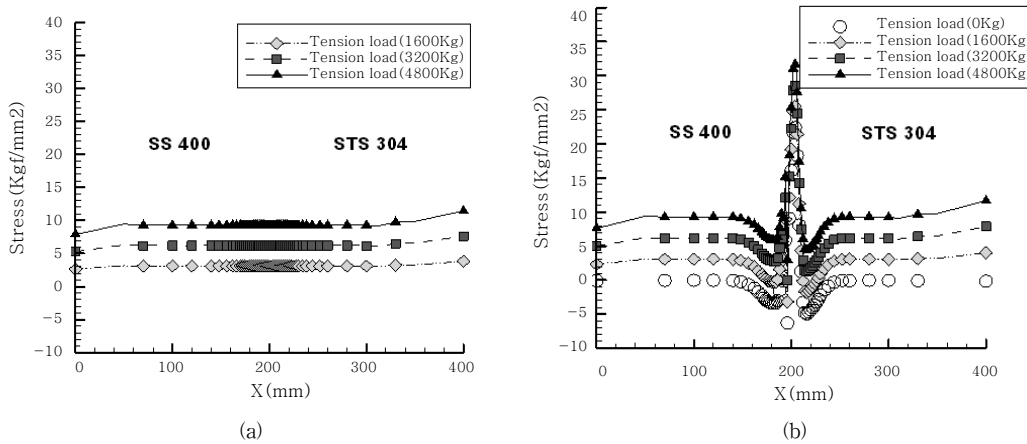 40
35
30
25
20
15
10
5
0
-5
-10
Stress(Kgf/mm2)
Tension load(1600Kg)
Tension load(3200Kg)
Tension load(4800Kg)
SS 400
STS 304
0
100
200
300
400
X(mm)
(a)
40
35
30
25
20
15
10
5
0
-5
-10
Stress(Kgf/mm2)
Tension load(0Kg)
Tension load(1600Kg)
Tension load(3200Kg)
Tension load(4800Kg)
SS 400
STS 304
0
100
200
300
400
X(mm)
(b)